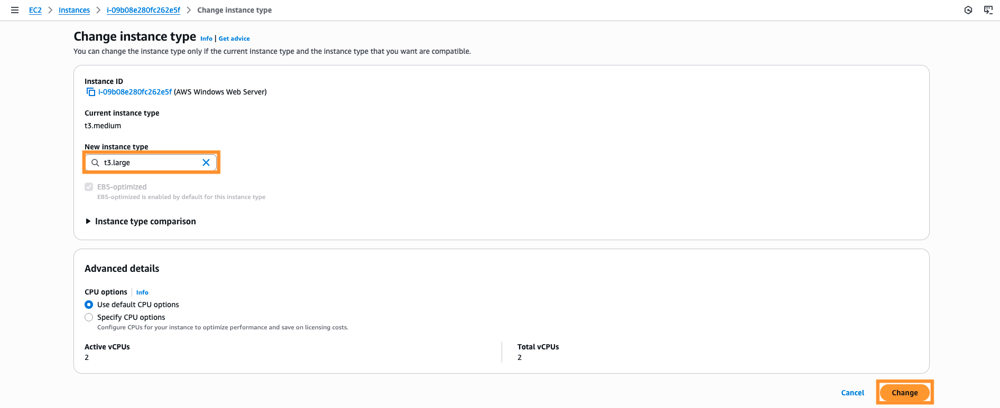 EC2 > Instances > i-09b08e280fc262e5f > Change instance type
Change instance type Info | Get advice
You can change the instance type only if the current instance type and the instance type that you want are compatible.
Instance ID
i-09b08e280fc262e5f (AWS Windows Web Server)
Current instance type
t3.medium
New instance type
t3.large
EBS-optimized
EBS-optimized is enabled by default for this instance type
Instance type comparison
Advanced details
CPU options Info
Use default CPU options
Specify CPU options
Configure CPUs for your instance to optimize performance and save on licensing costs.
Active vCPUs
2
Total vCPUs
2
Cancel Change